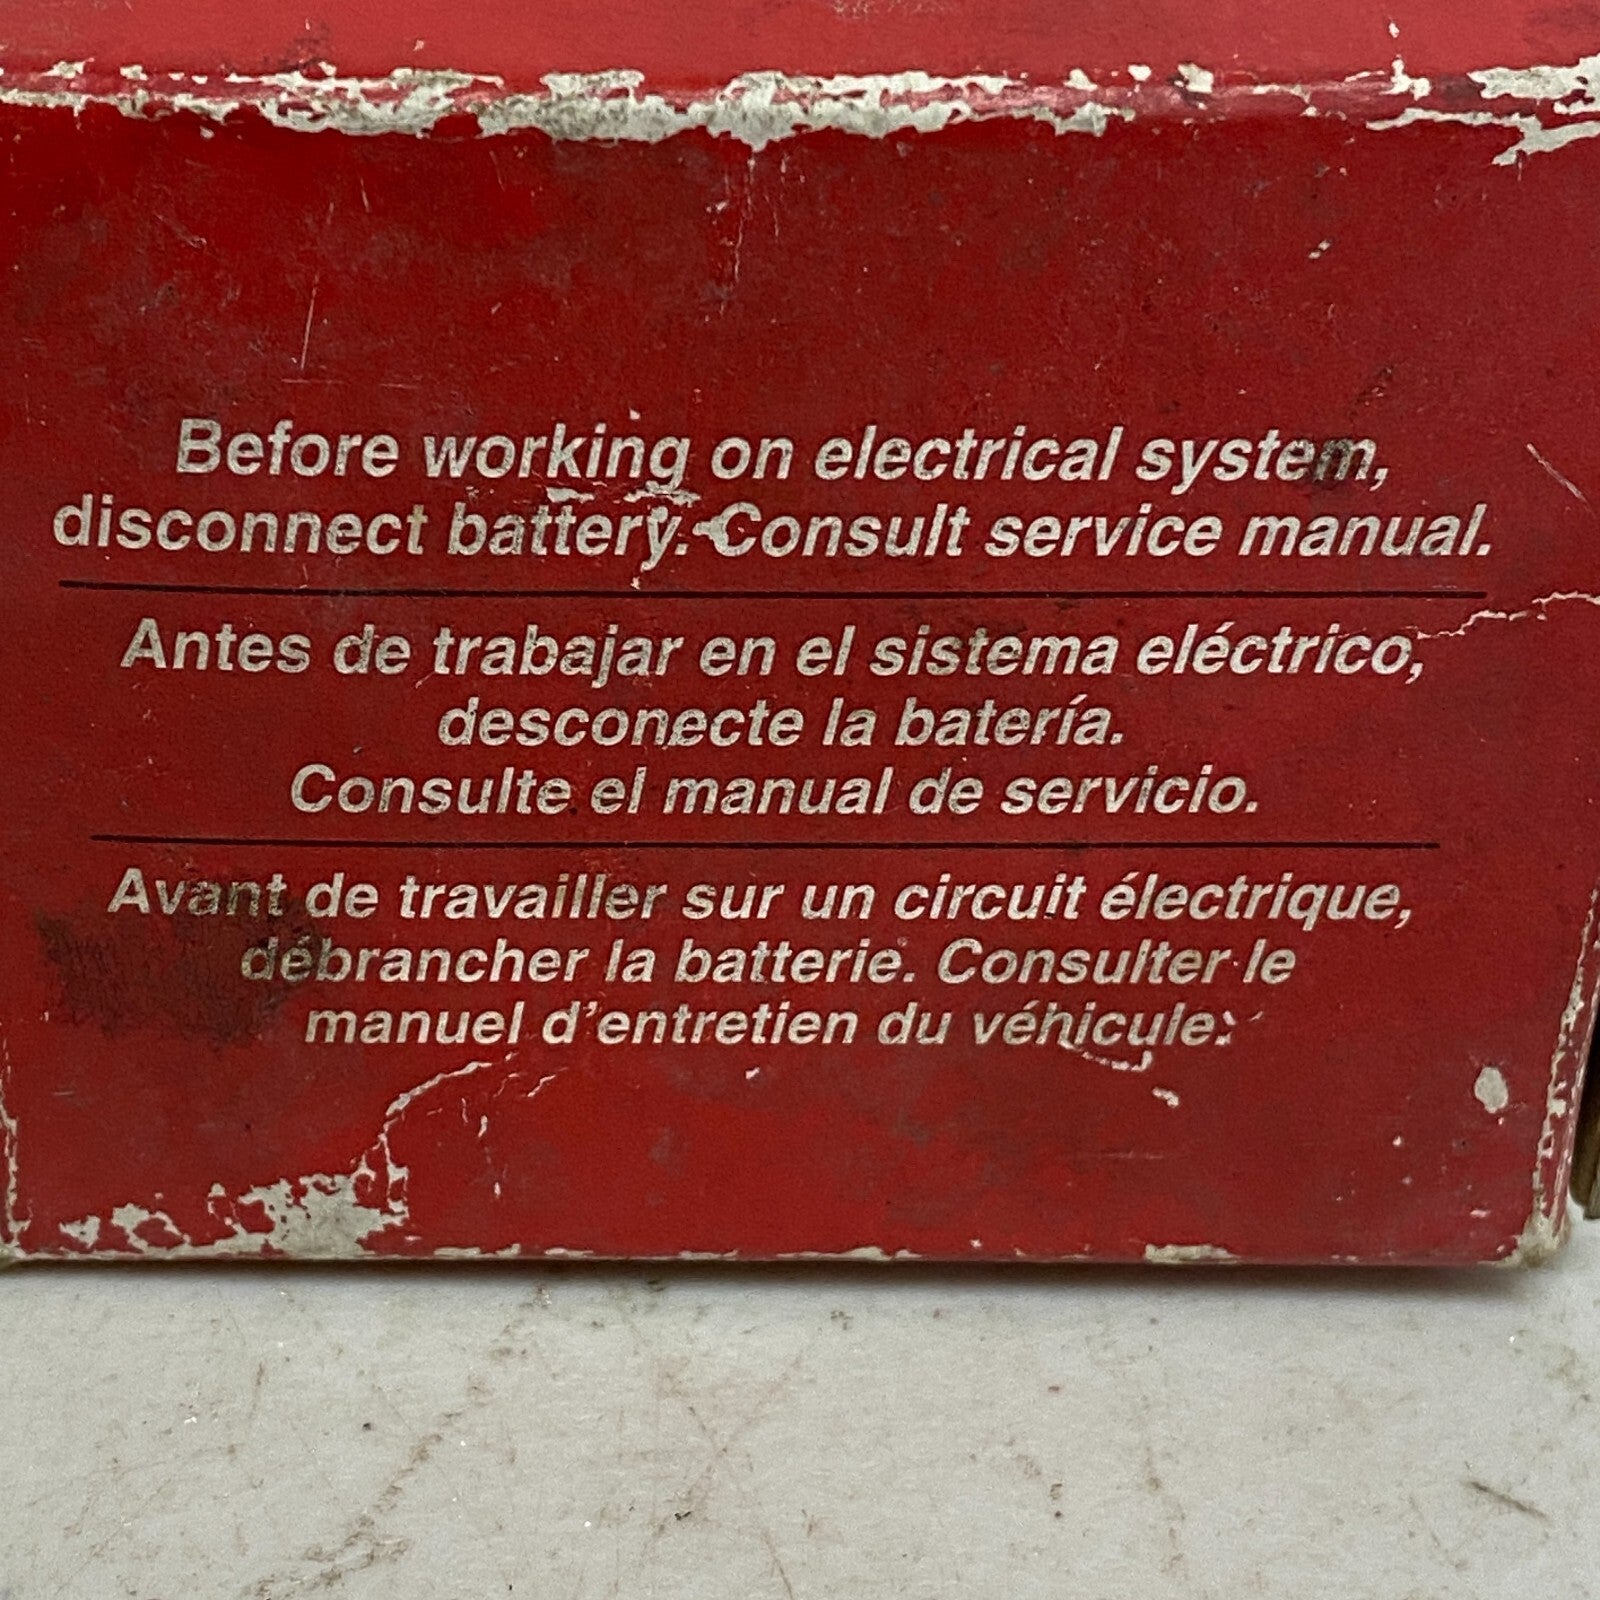 Before working on electrical system,
disconnect battery. Consult service manual.
Antes de trabajar en el sistema eléctrico,
desconecte la batería.
Consulte el manual de servicio.
Avant de travailler sur un circuit électrique,
débrancher la batterie. Consulter le
manuel d'entretien du véhicule.